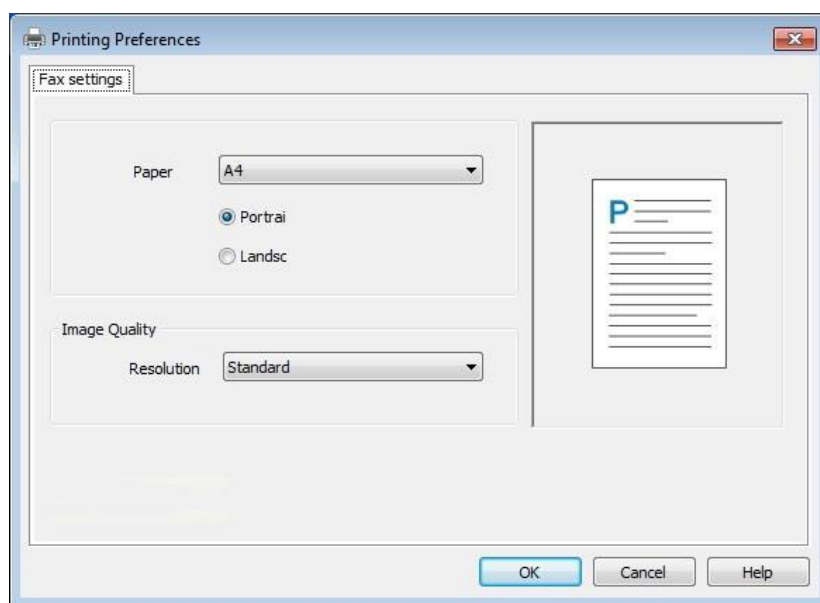 Printing Preferences
Fax settings
Paper
A4
Portrai
Landsc
Image Quality
Resolution
Standard
P
OK
Cancel
Help